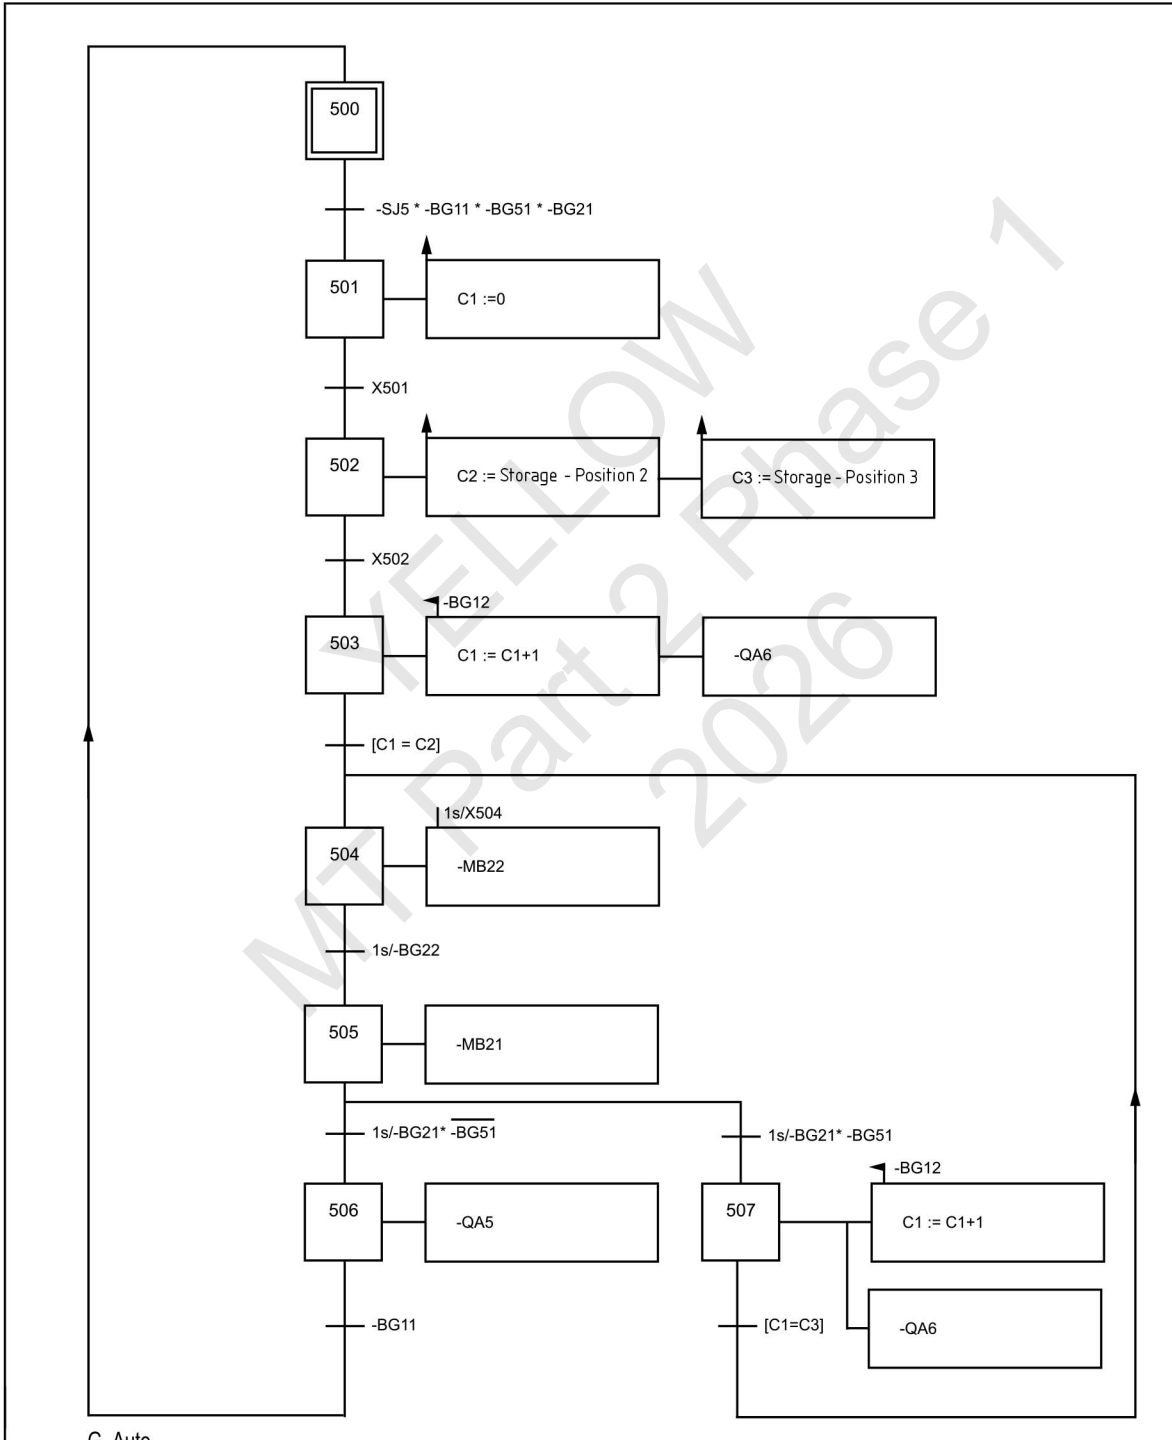 500
-SJ5 * -BG11 * -BG51 * -BG21
501
C1 :=0
X501
502
C2 := Storage - Position 2
C3 := Storage - Position 3
X502
-BG12
503
C1 := C1+1
-QA6
[C1 = C2]
1s/X504
504
-MB22
1s/-BG22
505
-MB21
1s/-BG21* -BG51
1s/-BG21* -BG51
-BG12
506
-QA5
507
C1 := C1+1
-BG11
[C1=C3]
-QA6
YELLOW
MT Part 2 Phase 1
2026